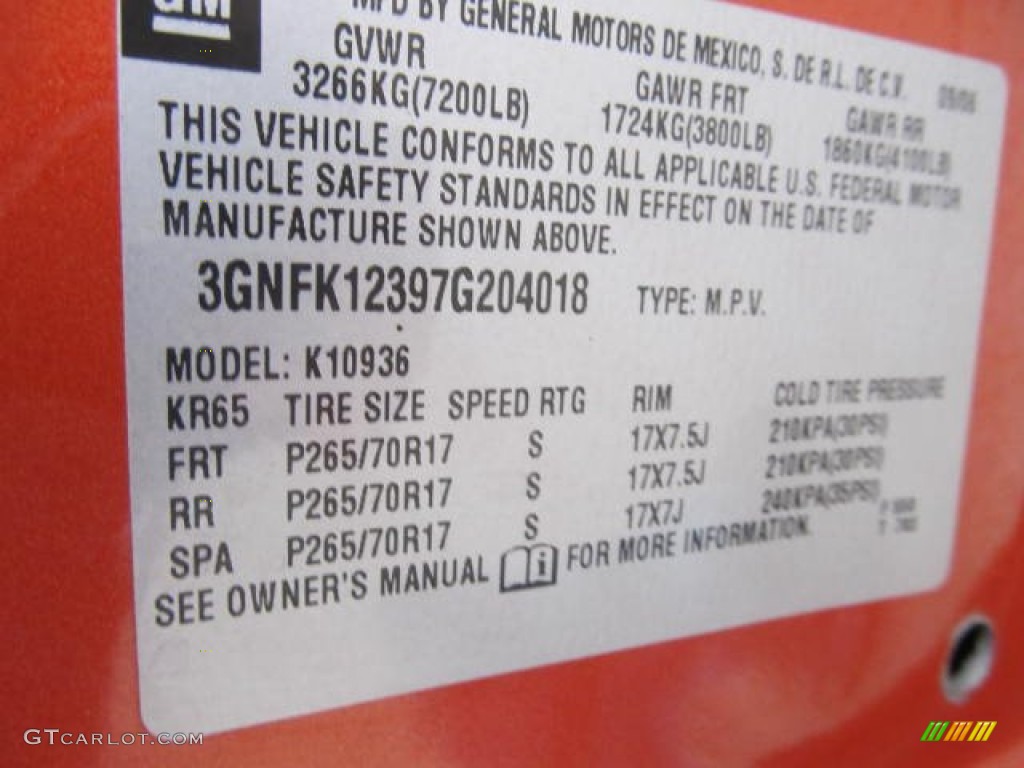 GM
MFD BY GENERAL MOTORS DE MEXICO, S. DE R.L. DE C.V. 09/06
GVWR GAWR FRT GAWR RR
3266KG(7200LB) 1724KG(3800LB) 1860KG(4100LB)
THIS VEHICLE CONFORMS TO ALL APPLICABLE U.S. FEDERAL MOTOR
VEHICLE SAFETY STANDARDS IN EFFECT ON THE DATE OF
MANUFACTURE SHOWN ABOVE.
3GNFK12397G204018 TYPE: M.P.V.
MODEL: K10936
KR65 TIRE SIZE SPEED RTG RIM COLD TIRE PRESSURE
FRT P265/70R17 S 17X7.5J 210KPA(30PSI)
RR P265/70R17 S 17X7.5J 210KPA(30PSI)
SPA P265/70R17 S 17X7J 240KPA(35PSI)
SEE OWNER'S MANUAL i FOR MORE INFORMATION.
GTCARLOT.COM